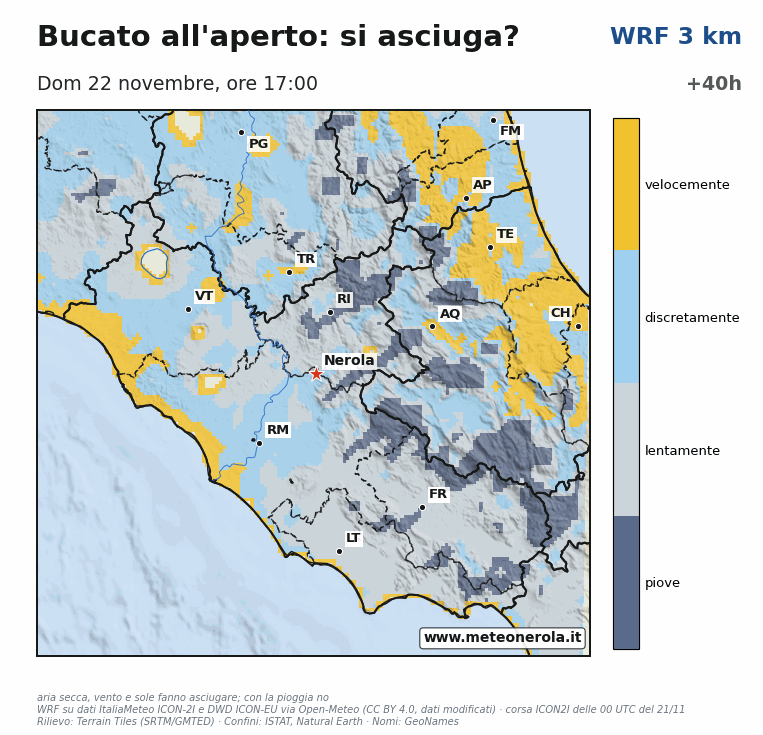 Bucato all'aperto: si asciuga?
WRF 3 km
Dom 22 novembre, ore 17:00
+40h
FM
PG
AP
velocemente
TE
TR
VT
RI
AQ
CH
discretamente
Nerola
RM
lentamente
FR
LT
piove
www.meteonerola.it
aria secca, vento e sole fanno asciugare; con la pioggia no
WRF su dati ItaliaMeteo ICON-2I e DWD ICON-EU via Open-Meteo (CC BY 4.0, dati modificati) · corsa ICON2I delle 00 UTC del 21/11
Rilievo: Terrain Tiles (SRTM/GMTED) · Confini: ISTAT, Natural Earth · Nomi: GeoNames